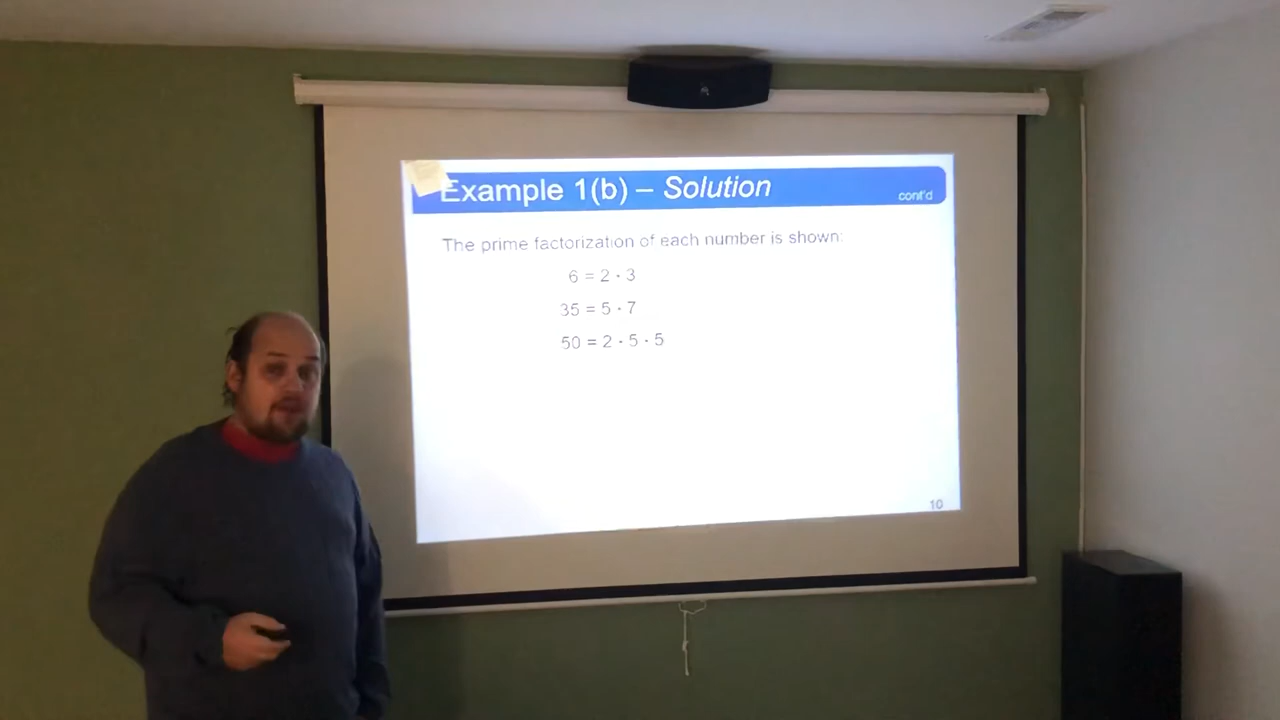 Example 1(b) – Solution
cont'd
The prime factorization of each number is shown:
6 = 2 · 3
35 = 5 · 7
50 = 2 · 5 · 5
10